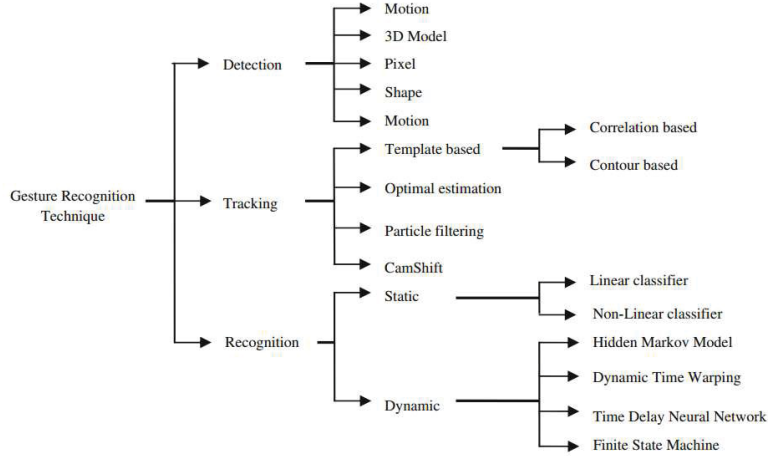 Motion
3D Model
Detection
Pixel
Shape
Motion
Template based
Correlation based
Contour based
Gesture Recognition
Technique
Tracking
Optimal estimation
Particle filtering
CamShift
Recognition
Static
Linear classifier
Non-Linear classifier
Dynamic
Hidden Markov Model
Dynamic Time Warping
Time Delay Neural Network
Finite State Machine